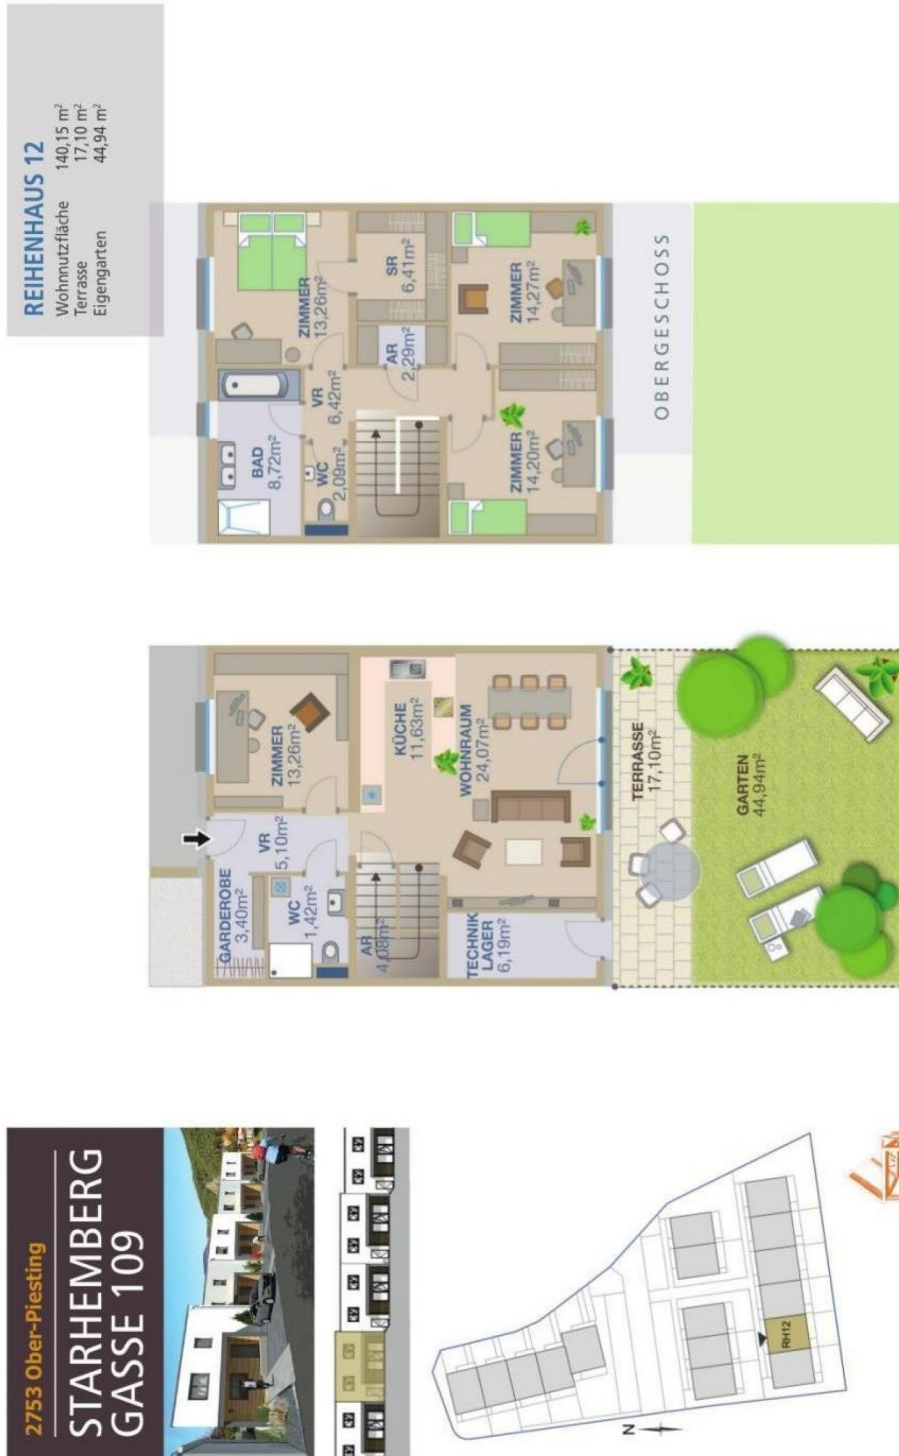 2753 Ober-Piesting
STARHEMBERG
GASSE 109
REIHENHAUS 12
Wohnnutzfläche 140,15 m²
Terrasse 17,10 m²
Eigengarten 44,94 m²
GARDEROBE
3,40m²
VR
5,10m²
ZIMMER
13,26m²
WC
1,42m²
AR
4,08m²
KÜCHE
11,63m²
WOHNRAUM
24,07m²
TECHNIK
LAGER
6,19m²
TERRASSE
17,10m²
GARTEN
44,94m²
BAD
8,72m²
ZIMMER
13,26m²
VR
6,42m²
WC
2,09m²
AR
2,29m²
SR
6,41m²
ZIMMER
14,20m²
ZIMMER
14,27m²
OBERGESCHOSS
N
RH12